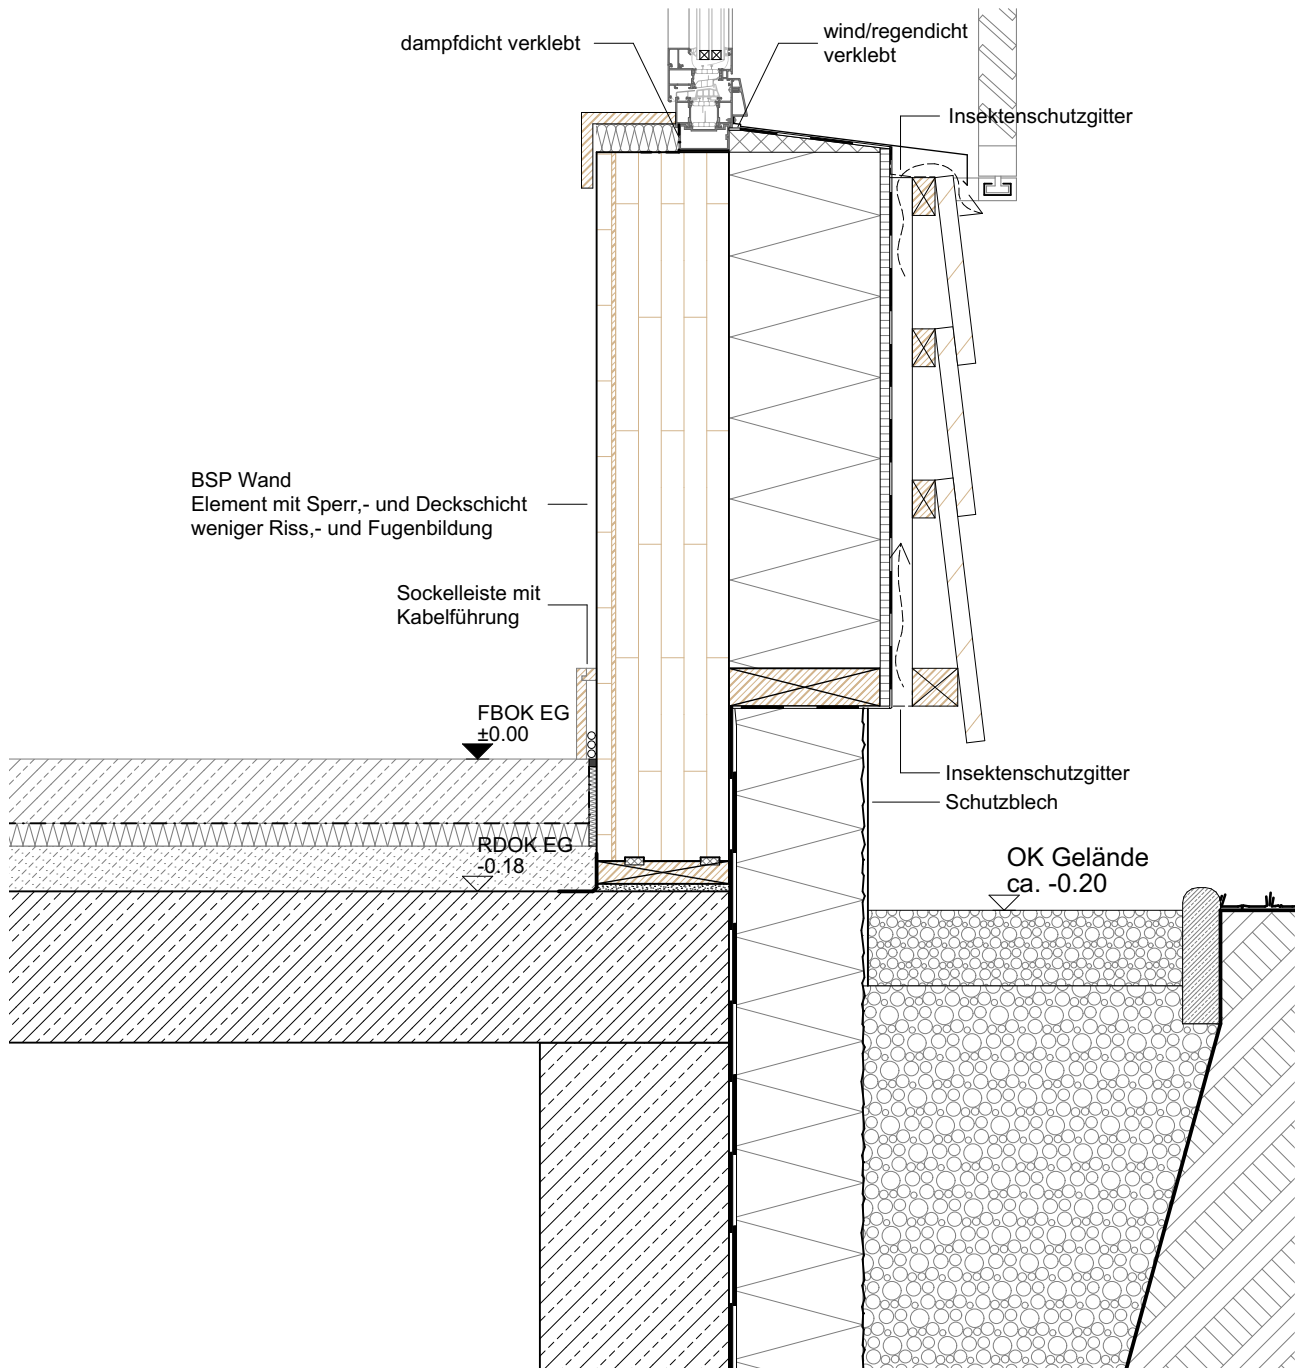 dampfdicht verklebt
wind/regendicht
verklebt
Insektenschutzgitter
BSP Wand
Element mit Sperr,- und Deckschicht
weniger Riss,- und Fugenbildung
Sockelleiste mit
Kabelführung
FBOK EG
±0.00
Insektenschutzgitter
Schutzblech
RDOK EG
-0.18
OK Gelände
ca. -0.20